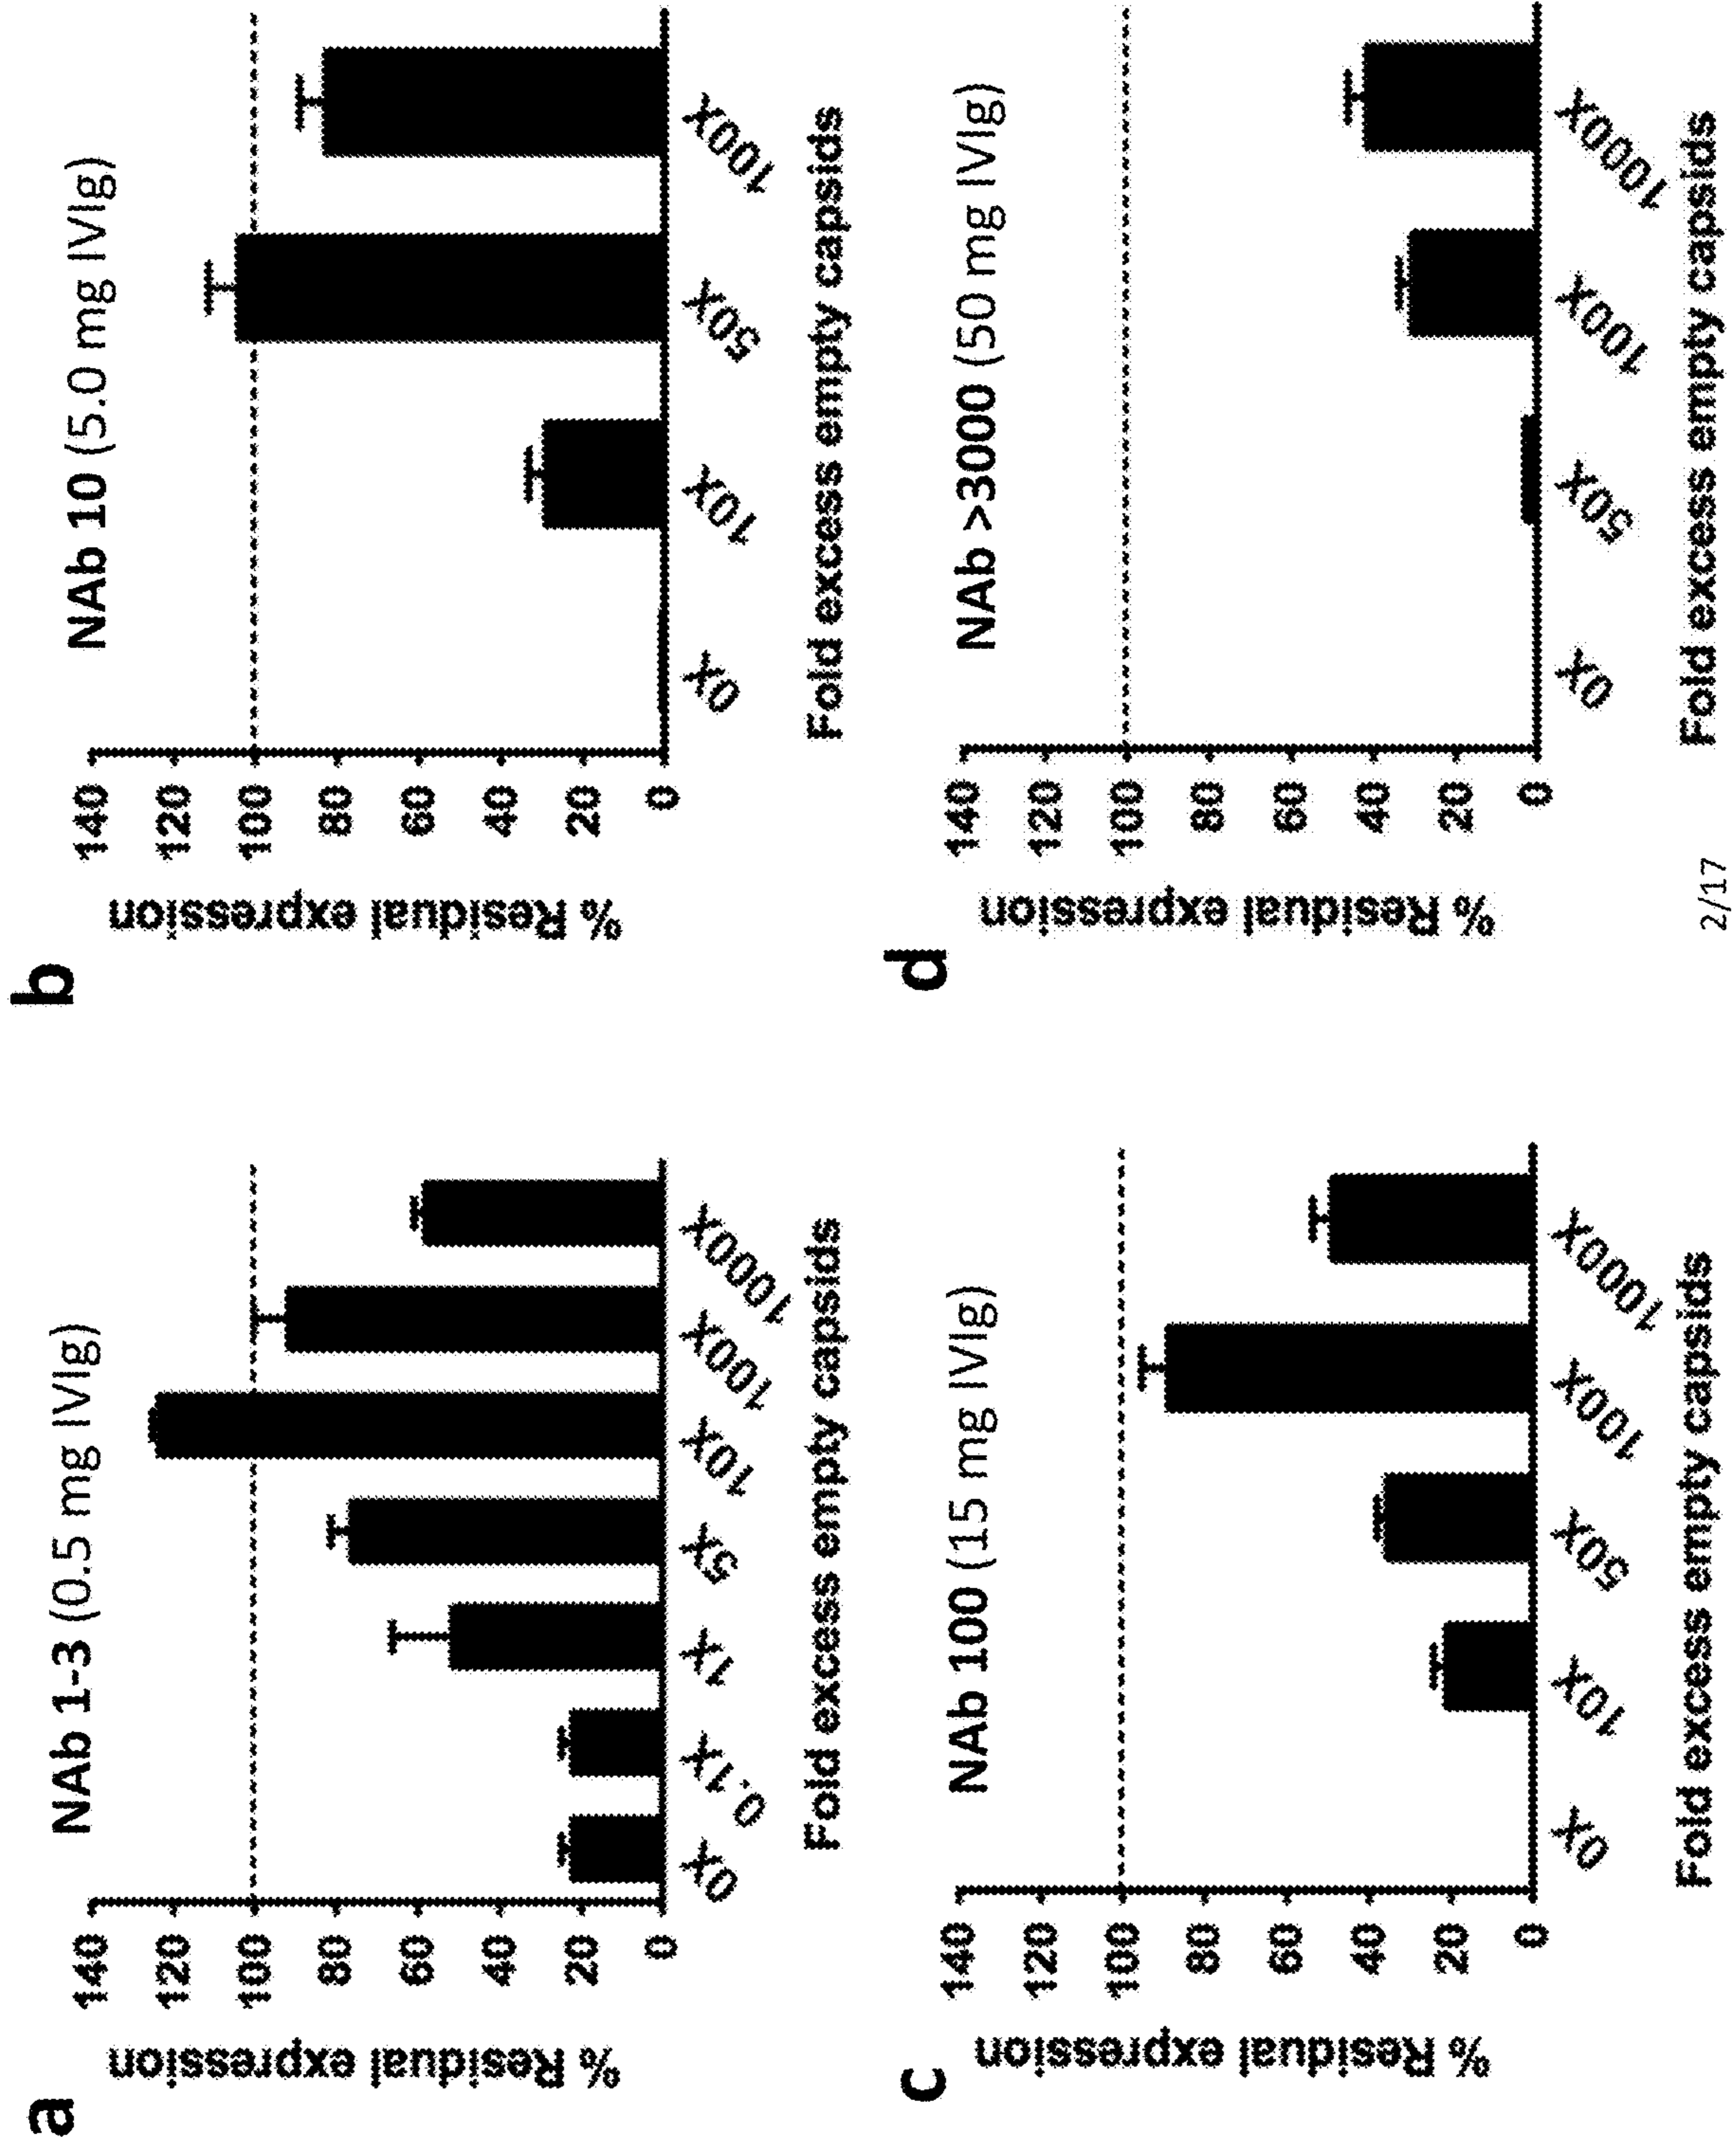 a
NAb 1-3 (0.5 mg IVIg)
% Residual expression
140
120
100
80
60
40
20
0
0X 0.1X 1X 5X 10X 100X 1000X
Fold excess empty capsids
b
NAb 10 (5.0 mg IVIg)
% Residual expression
140
120
100
80
60
40
20
0
0X 10X 50X 100X
Fold excess empty capsids
c
NAb 100 (15 mg IVIg)
% Residual expression
140
120
100
80
60
40
20
0
0X 10X 50X 100X 1000X
Fold excess empty capsids
d
NAb >3000 (50 mg IVIg)
% Residual expression
140
120
100
80
60
40
20
0
0X 50X 100X 1000X
Fold excess empty capsids
2/17